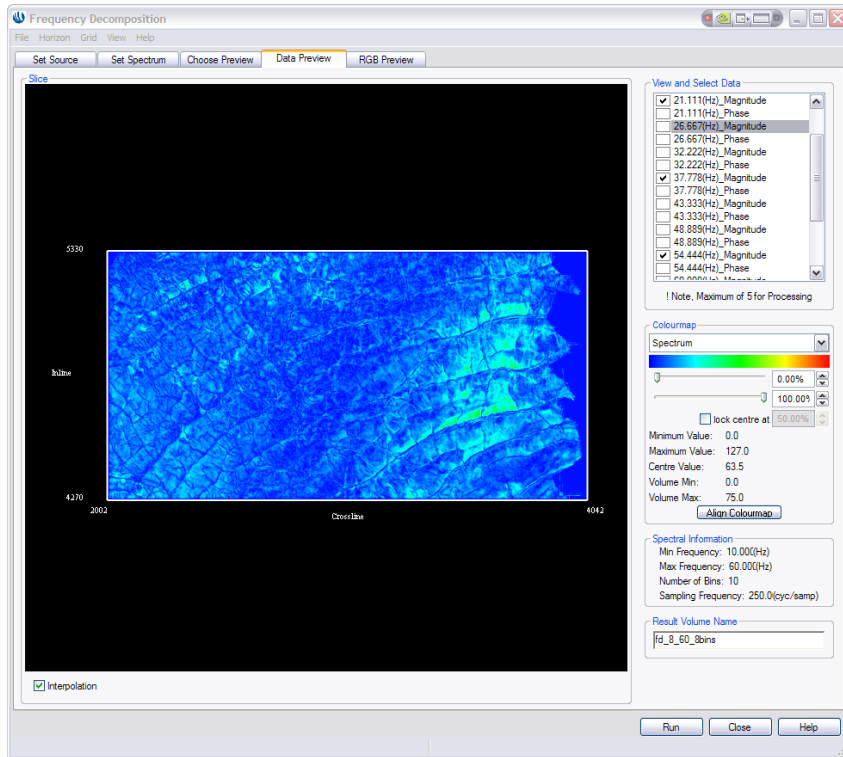 Frequency Decomposition
File Horizon Grid View Help
Set Source Set Spectrum Choose Preview Data Preview RGB Preview
Slice
5330
Inline
4270
2002
Crossline
4042
Interpolation
View and Select Data
21.111(Hz)_Magnitude
21.111(Hz)_Phase
26.667(Hz)_Magnitude
26.667(Hz)_Phase
32.222(Hz)_Magnitude
32.222(Hz)_Phase
37.778(Hz)_Magnitude
37.778(Hz)_Phase
43.333(Hz)_Magnitude
43.333(Hz)_Phase
48.889(Hz)_Magnitude
48.889(Hz)_Phase
54.444(Hz)_Magnitude
54.444(Hz)_Phase
! Note, Maximum of 5 for Processing
Colourmap
Spectrum
0.00%
100.00%
lock centre at 50.00%
Minimum Value: 0.0
Maximum Value: 127.0
Centre Value: 63.5
Volume Min: 0.0
Volume Max: 75.0
Align Colourmap
Spectral Information
Min Frequency: 10.000(Hz)
Max Frequency: 60.000(Hz)
Number of Bins: 10
Sampling Frequency: 250.0(cyc/samp)
Result Volume Name
fd_8_60_8bins
Run Close Help